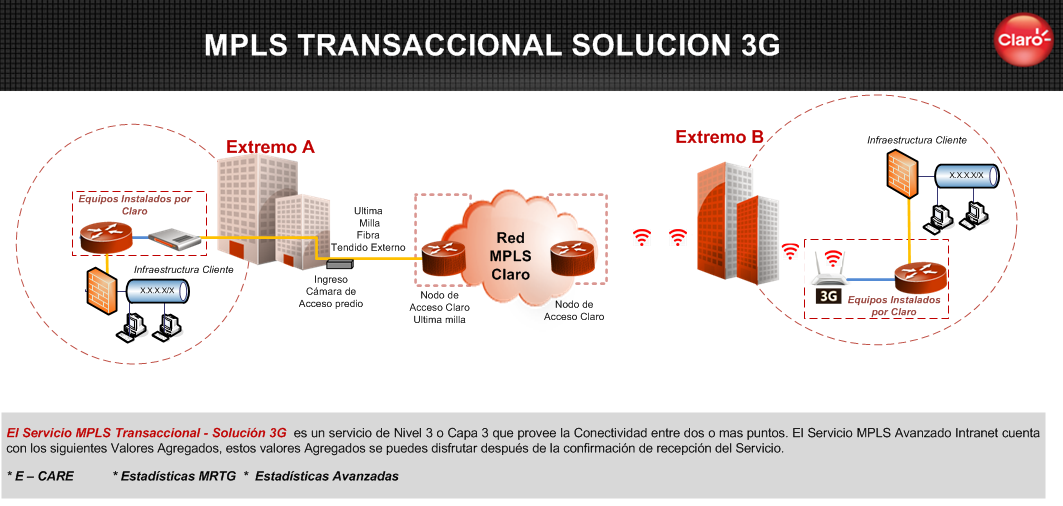 MPLS TRANSACCIONAL SOLUCION 3G
Claro
Extremo A
Equipos Instalados por
Claro
Infraestructura Cliente
X.X.X.X/X
Ultima
Milla
Fibra
Tendido Externo
Ingreso
Cámara de
Acceso predio
Red
MPLS
Claro
Nodo de
Acceso Claro
Ultima milla
Nodo de
Acceso Claro
Extremo B
Infraestructura Cliente
X.X.X.X/X
3G
Equipos Instalados
por Claro
El Servicio MPLS Transaccional - Solución 3G es un servicio de Nivel 3 o Capa 3 que provee la Conectividad entre dos o mas puntos. El Servicio MPLS Avanzado Intranet cuenta
con los siguientes Valores Agregados, estos valores Agregados se puedes disfrutar después de la confirmación de recepción del Servicio.
* E – CARE * Estadísticas MRTG * Estadísticas Avanzadas